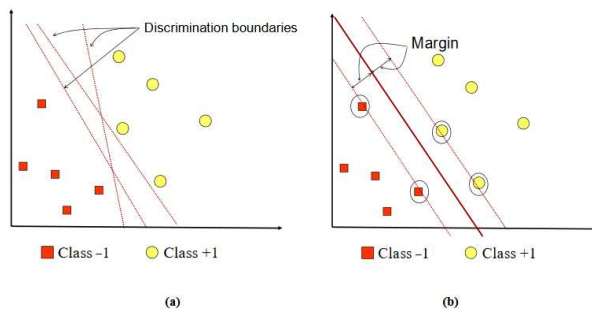 Discrimination boundaries
Class –1
Class +1
(a)
Margin
Class –1
Class +1
(b)